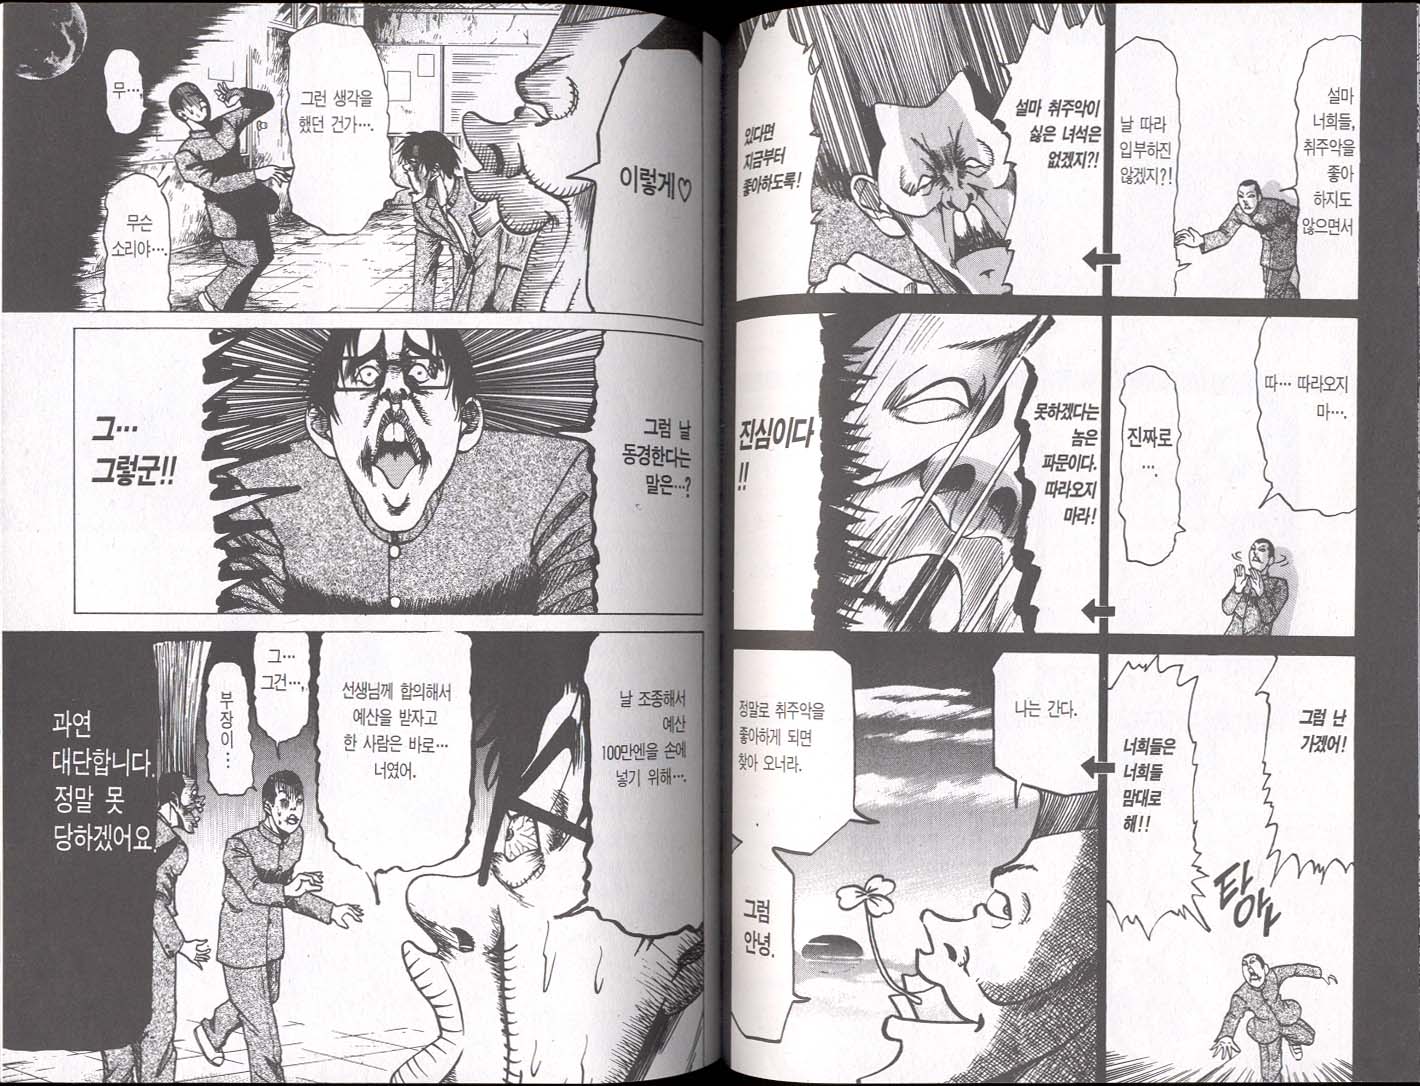 설마
너희들,
취주악을
좋아
하지도
않으면서
날 따라
입부하진
않겠지?!
설마 취주악이
싫은 녀석은
없겠지?!
있다면
지금부터
좋아하도록!
따… 따라오지
마….
진짜로
….
못하겠다는
놈은
파문이다.
따라오지
마라!
진심이다
!!
그럼 난
가겠어!
너희들은
너희들
맘대로
해!!
탕
아
나는 간다.
정말로 취주악을
좋아하게 되면
찾아 오너라.
그럼
안녕.
이렇게♡
그런 생각을
했던 건가….
무…,
무슨
소리야….
그럼 날
동경한다는
말은…?
그…
그렇군!!
날 조종해서
예산
100만엔을 손에
넣기 위해….
선생님께 합의해서
예산을 받자고
한 사람은 바로…
너였어.
그…
그건…,
부장이…
과연
대단합니다.
정말 못
당하겠어요.